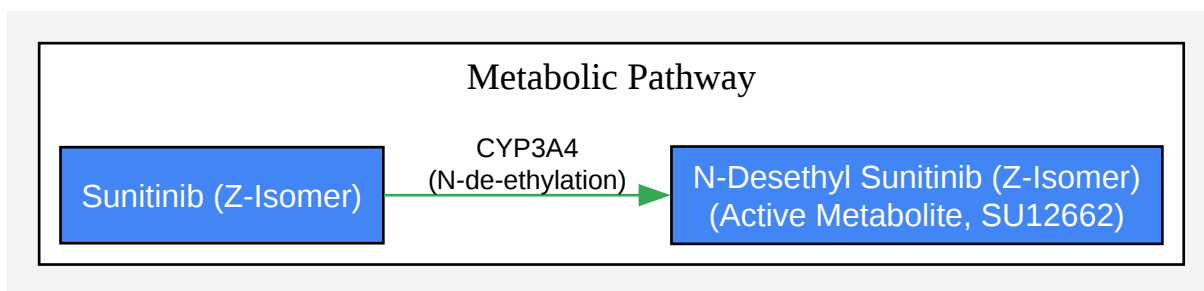 Metabolic Pathway
CYP3A4
(N-de-ethylation)
Sunitinib (Z-Isomer)
N-Desethyl Sunitinib (Z-Isomer)
(Active Metabolite, SU12662)